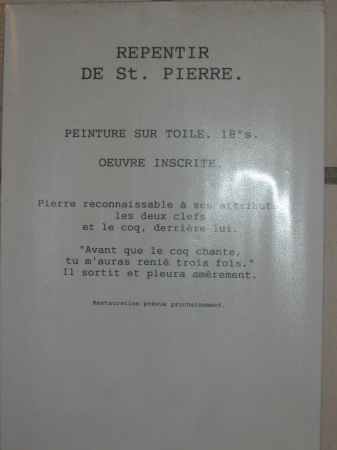 REPENTIR
DE St. PIERRE.
PEINTURE SUR TOILE. 18°s.
OEUVRE INSCRITE.
Pierre reconnaissable à ses attributs
les deux clefs
et le coq, derrière lui.
"Avant que le coq chante,
tu m'auras renié trois fois."
Il sortit et pleura amèrement.
Restauration prévue prochainement.